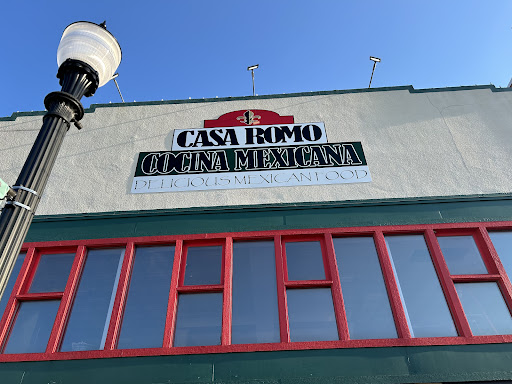 CASA ROMO
COCINA MEXICANA
DELICIOUS MEXICAN FOOD